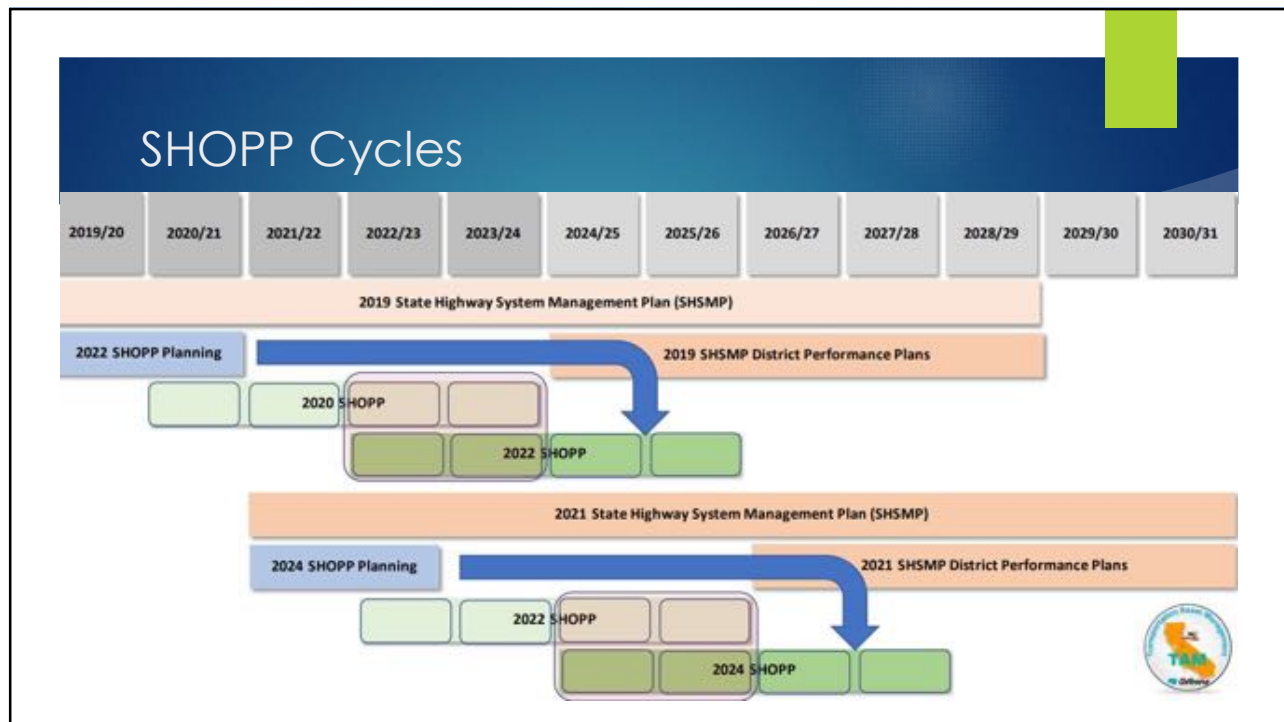 SHOPP Cycles
2019/20 2020/21 2021/22 2022/23 2023/24 2024/25 2025/26 2026/27 2027/28 2028/29 2029/30 2030/31
2019 State Highway System Management Plan (SHSMP)
2022 SHOPP Planning
2019 SHSMP District Performance Plans
2020 SHOPP
2022 SHOPP
2021 State Highway System Management Plan (SHSMP)
2024 SHOPP Planning
2021 SHSMP District Performance Plans
2022 SHOPP
2024 SHOPP
Transportation Asset Management
TAM